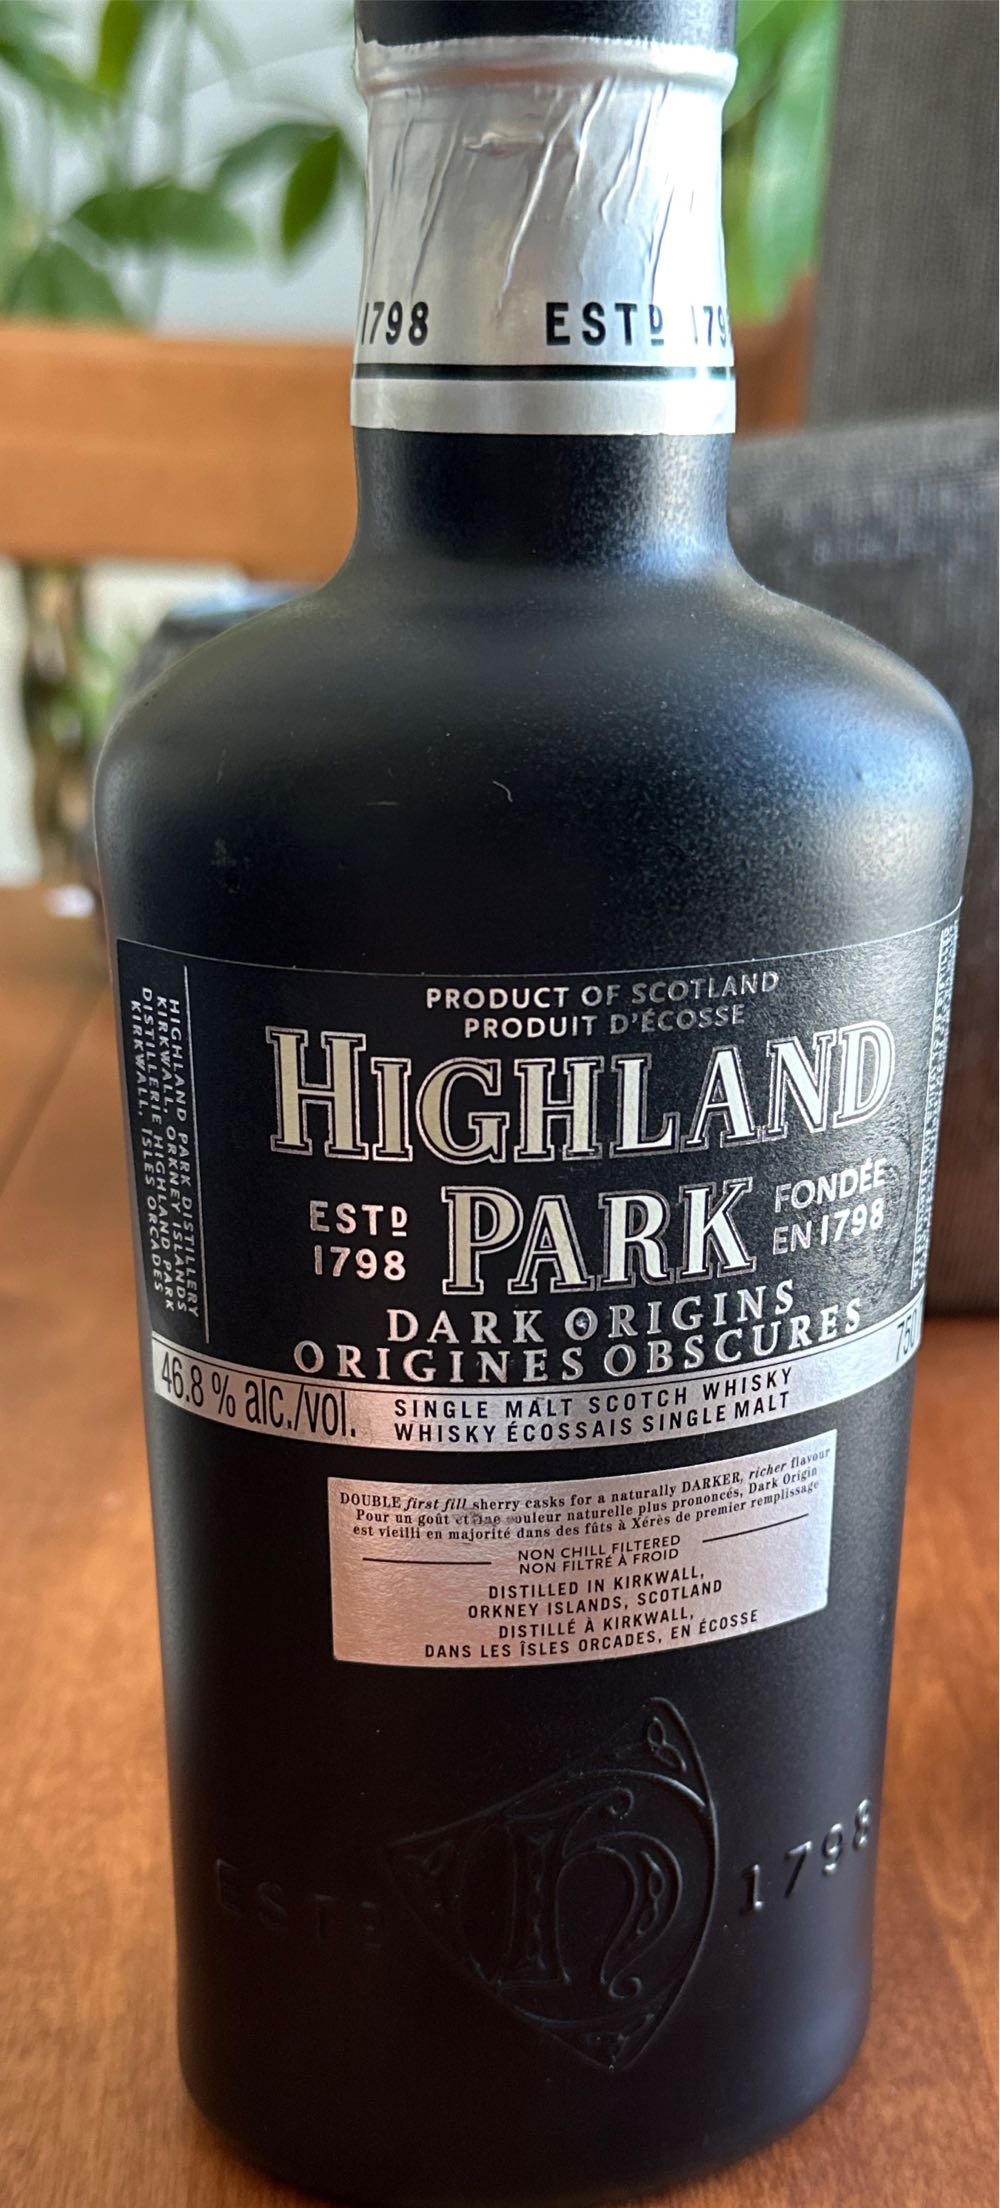 1798 ESTD 179
PRODUCT OF SCOTLAND
PRODUIT D'ÉCOSSE
HIGHLAND
ESTD
1798
PARK
FONDÉE
EN 1798
DARK ORIGINS
ORIGINES OBSCURES
46.8 % alc./vol.
750
SINGLE MALT SCOTCH WHISKY
WHISKY ÉCOSSAIS SINGLE MALT
HIGHLAND PARK DISTILLERY
KIRKWALL, ORKNEY ISLANDS
DISTILLERIE HIGHLAND PARK
KIRKWALL, ISLES ORCADES
DOUBLE first fill sherry casks for a naturally DARKER, richer flavour
Pour un goût et une couleur naturelle plus prononcés, Dark Origin
est vieilli en majorité dans des fûts à Xérès de premier remplissage
NON CHILL FILTERED
NON FILTRÉ À FROID
DISTILLED IN KIRKWALL,
ORKNEY ISLANDS, SCOTLAND
DISTILLÉ À KIRKWALL,
DANS LES ÎSLES ORCADES, EN ÉCOSSE
ESTD h 1798